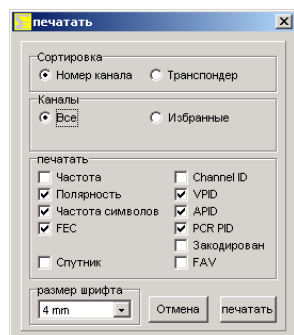 печатать
Сортировка
Номер канала Транспондер
Каналы
Все Избранные
печатать
Частота Channel ID
Полярность VPID
Частота символов APID
FEC PCR PID
Закодирован
Спутник FAV
размер шрифта
4 mm Отмена печатать